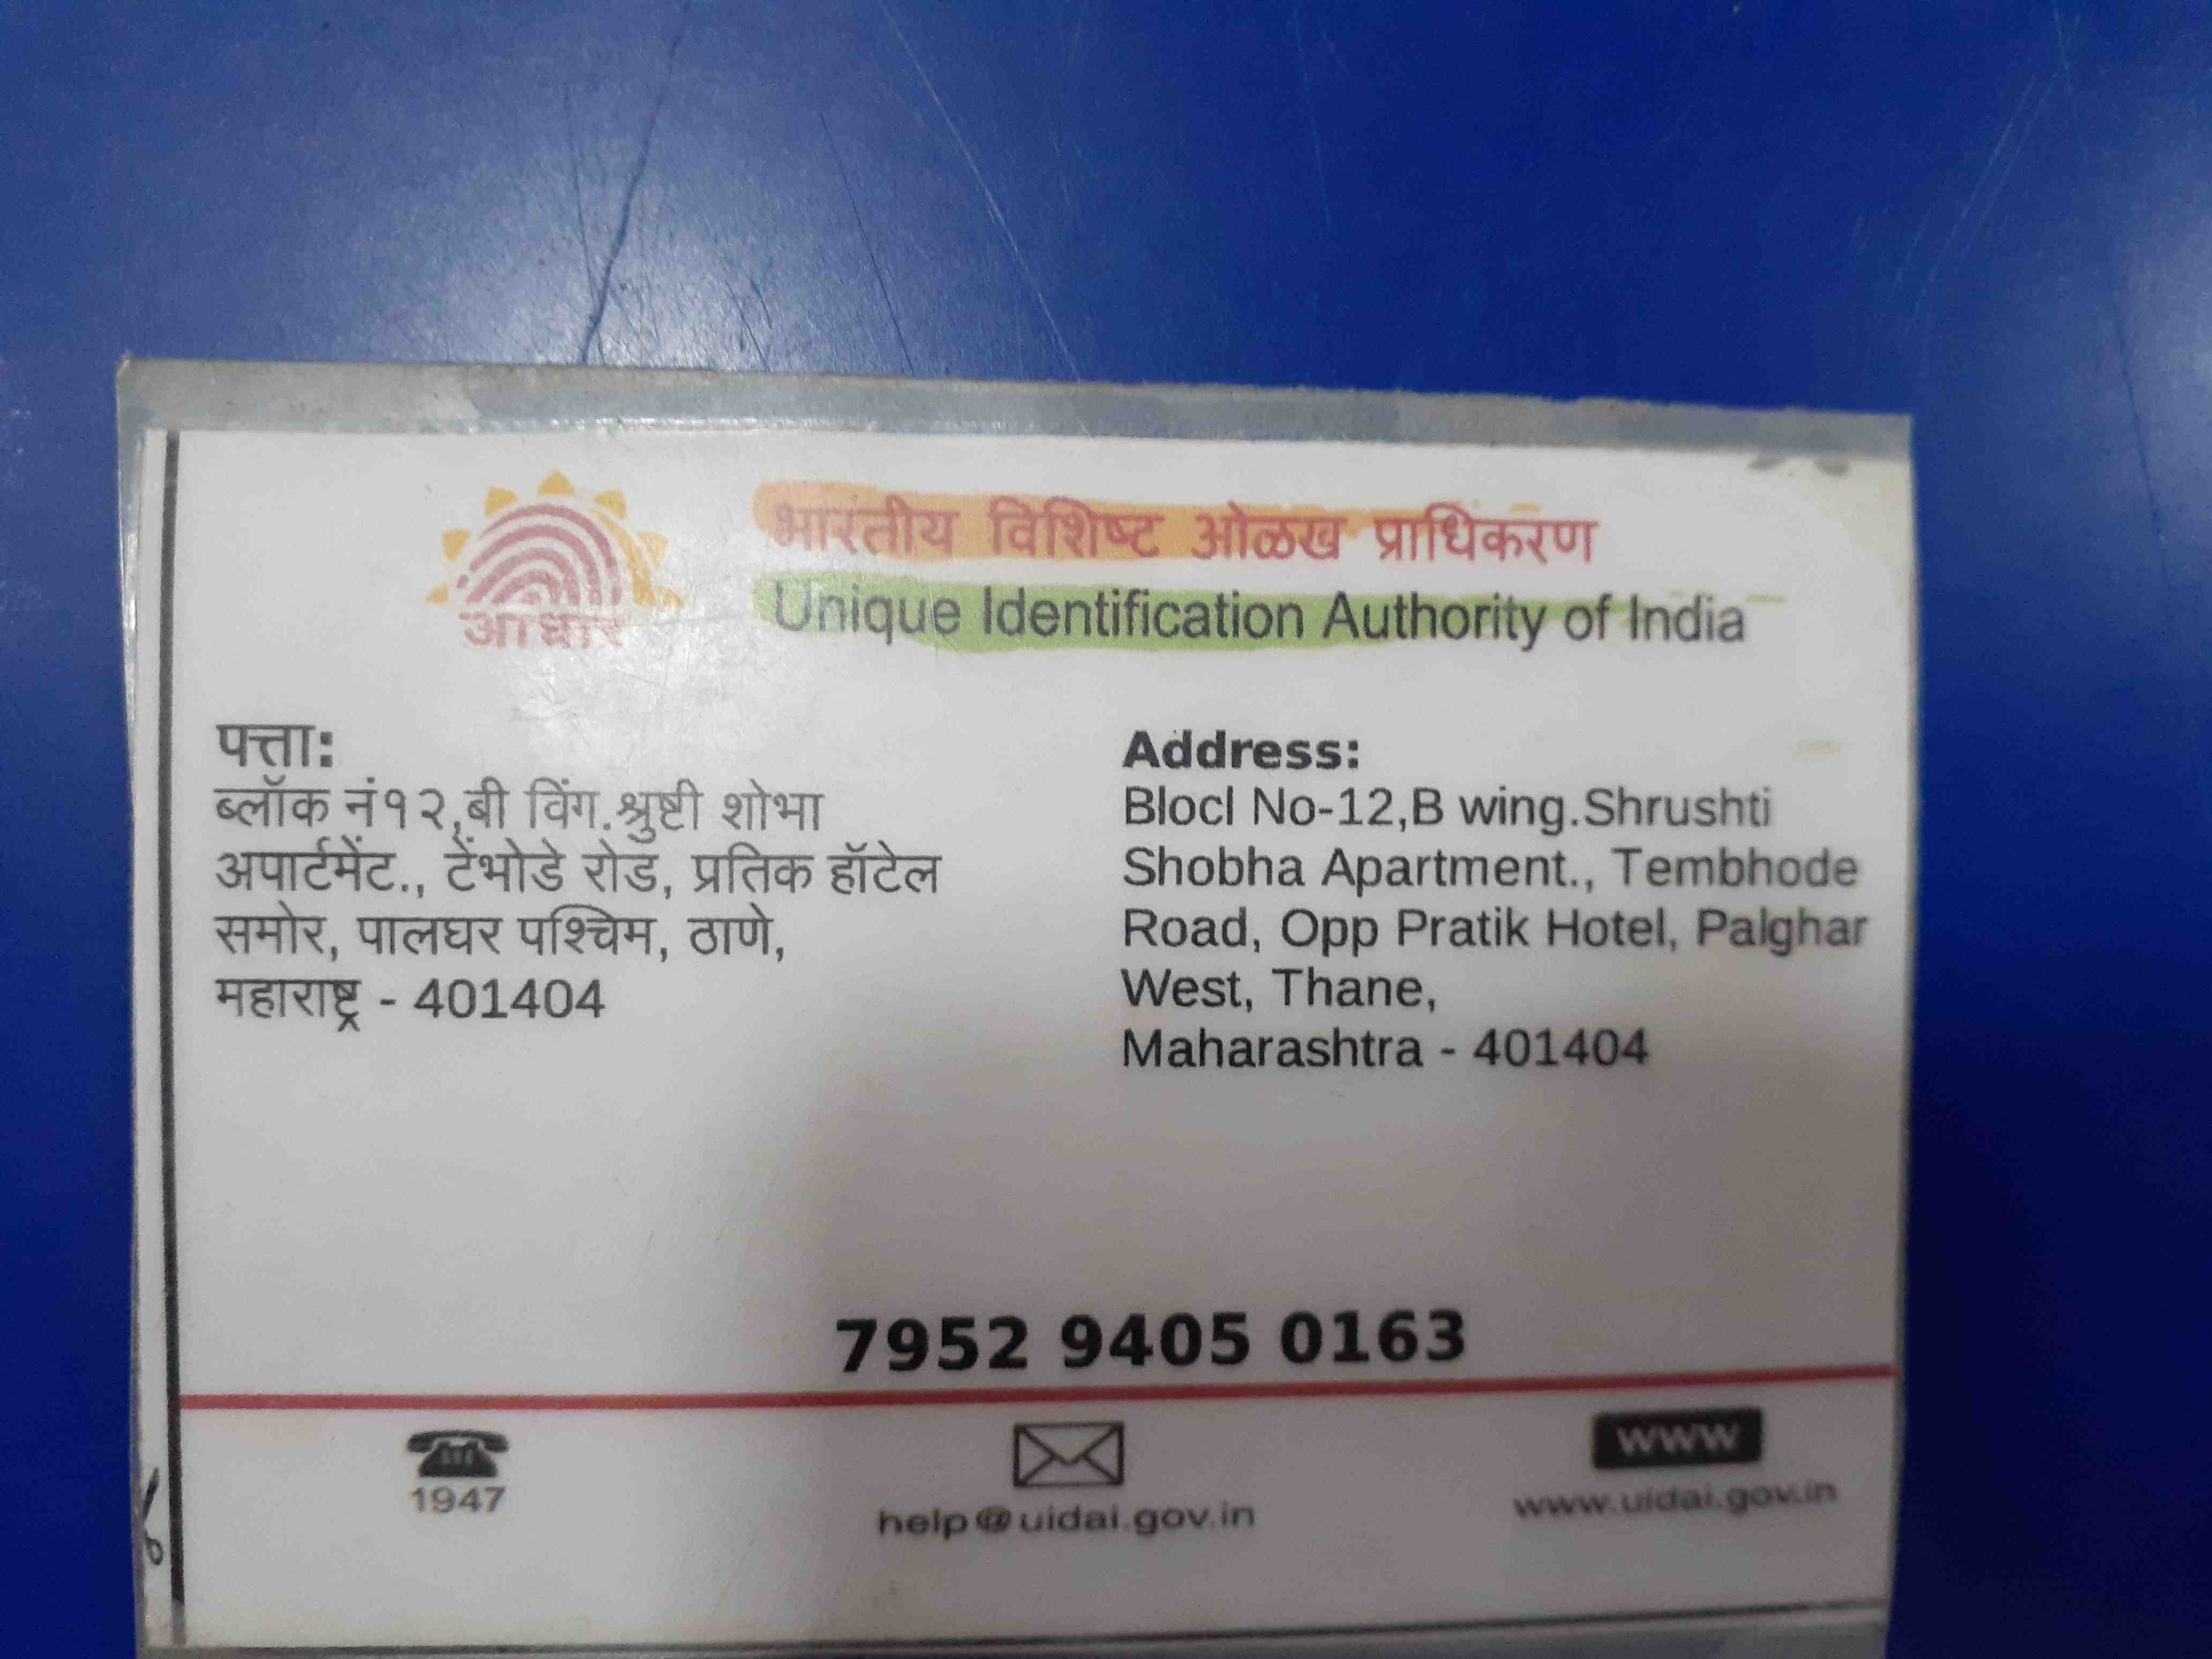 आधार
भारतीय विशिष्ट ओळख प्राधिकरण
Unique Identification Authority of India
पत्ता:
ब्लॉक नं१२,बी विंग.श्रुष्टी शोभा
अपार्टमेंट., टेंभोडे रोड, प्रतिक हॉटेल
समोर, पालघर पश्चिम, ठाणे,
महाराष्ट्र - 401404
Address:
Blocl No-12,B wing.Shrushti
Shobha Apartment., Tembhode
Road, Opp Pratik Hotel, Palghar
West, Thane,
Maharashtra - 401404
7952 9405 0163
1947
help@uidai.gov.in
www
www.uidai.gov.in